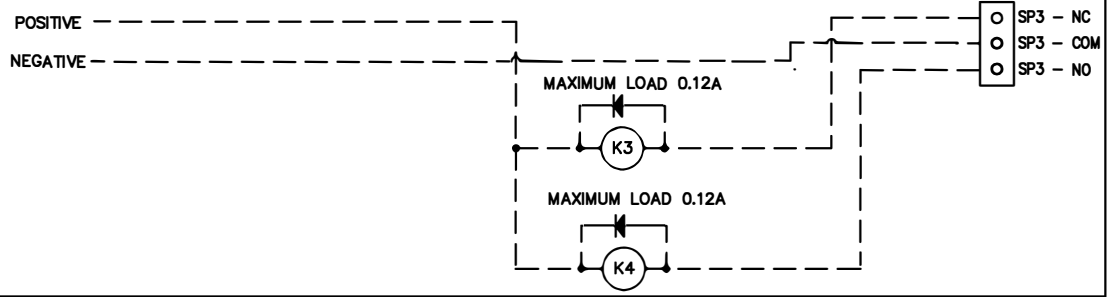 POSITIVE
SP3 - NC
SP3 - COM
NEGATIVE
SP3 - NO
MAXIMUM LOAD 0.12A
K3
MAXIMUM LOAD 0.12A
K4